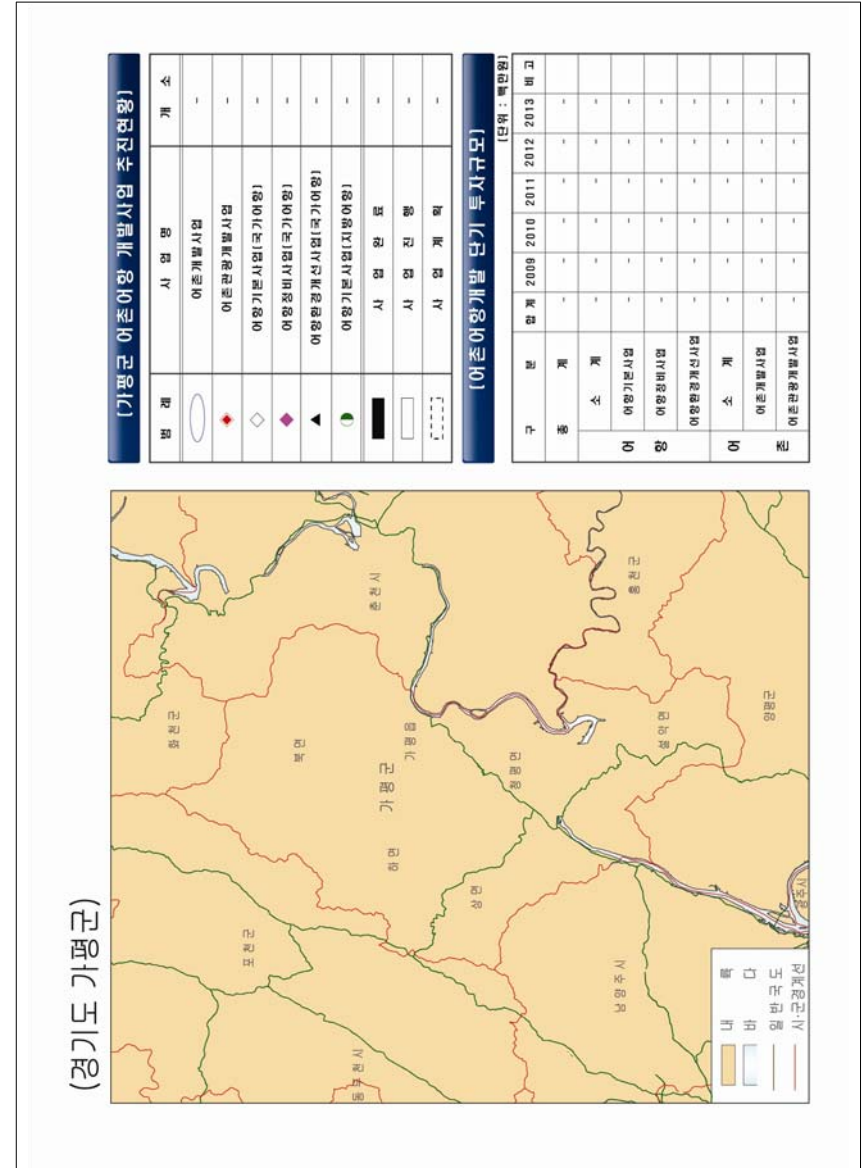 (경기도 가평군)
화천군
춘천시
북면
가평읍
가평군
하면
포천군
동두천시
상면
청평면
홍천군
설악면
양평군
남양주시
광주시
내 륙
바 다
일반국도
시·군경계선
[가평군 어촌어항 개발사업 추진현황]
범 례 사 업 명 개 소
어촌개발사업 -
어촌관광개발사업 -
어항기본사업(국가어항) -
어항정비사업(국가어항) -
어항환경개선사업(국가어항) -
어항기본사업(지방어항) -
사 업 완 료 -
사 업 진 행 -
사 업 계 획 -
[어촌어항개발 단기 투자규모]
(단위 : 백만원)
구 분 합 계 2009 2010 2011 2012 2013 비 고
총 계 - - - - - -
어 항
소 계 - - - - - -
어항기본사업 - - - - - -
어항정비사업 - - - - - -
어항환경개선사업 - - - - - -
어 촌
소 계 - - - - - -
어촌개발사업 - - - - - -
어촌관광개발사업 - - - - - -